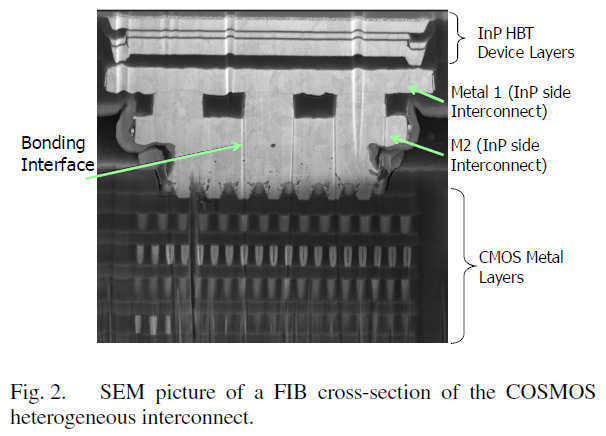 InP HBT
Device Layers
Metal 1 (InP side
Interconnect)
Bonding
Interface
M2 (InP side
Interconnect)
CMOS Metal
Layers
Fig. 2. SEM picture of a FIB cross-section of the COSMOS
heterogeneous interconnect.